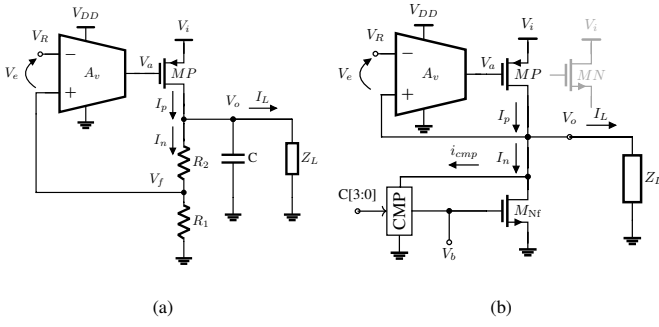 V_DD
V_i
V_R
−
A_v
V_a
MP
V_e
+
I_p
V_o
I_L
I_n
R_2
C
Z_L
V_f
R_1
(a)
V_DD
V_i
V_i
V_R
−
A_v
V_a
MP
MN
V_e
+
I_p
V_o
I_L
i_cmp
I_n
C[3:0]
CMP
M_Nf
Z_L
V_b
(b)